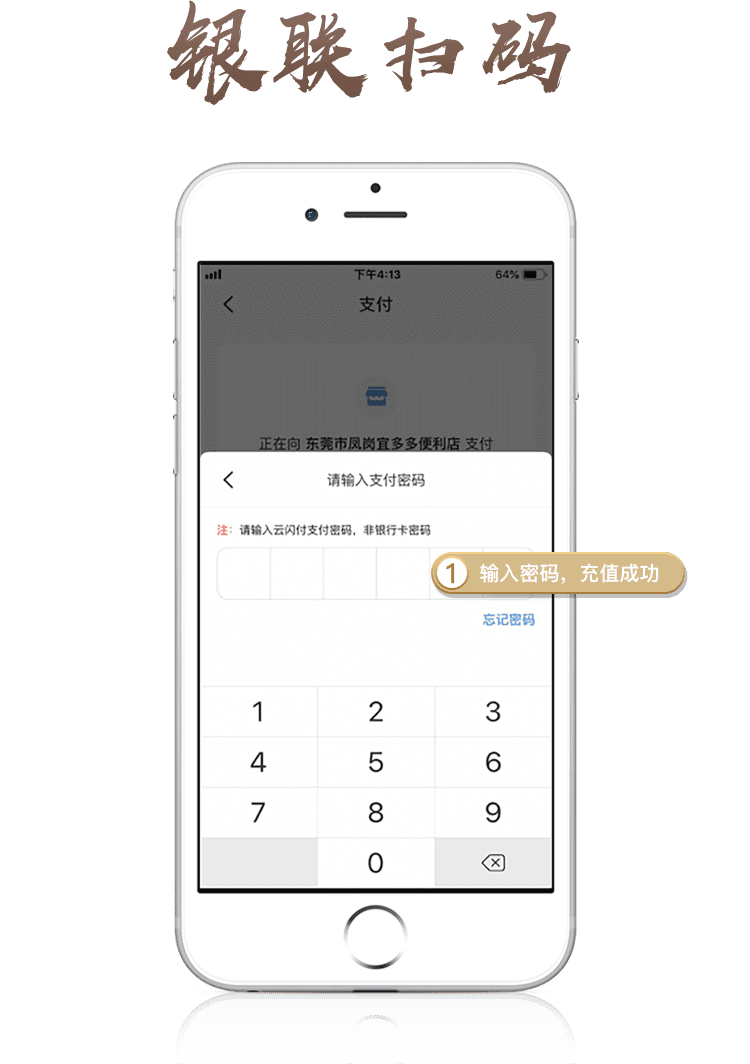 银联扫码
下午4:13
64%
支付
正在向 东莞市凤岗宜多多便利店 支付
请输入支付密码
注：请输入云闪付支付密码，非银行卡密码
1 输入密码，充值成功
忘记密码
1 2 3
4 5 6
7 8 9
0